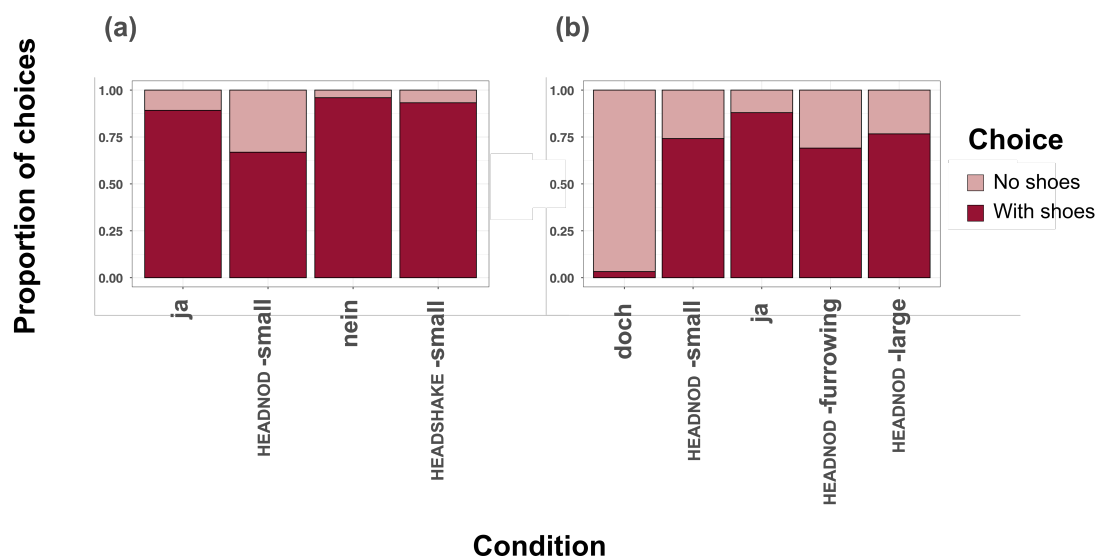 (a)
(b)
Proportion of choices
1.00
0.75
0.50
0.25
0.00
ja
HEADNOD -small
nein
HEADSHAKE -small
1.00
0.75
0.50
0.25
0.00
doch
HEADNOD -small
ja
HEADNOD -furrowing
HEADNOD -large
Choice
No shoes
With shoes
Condition